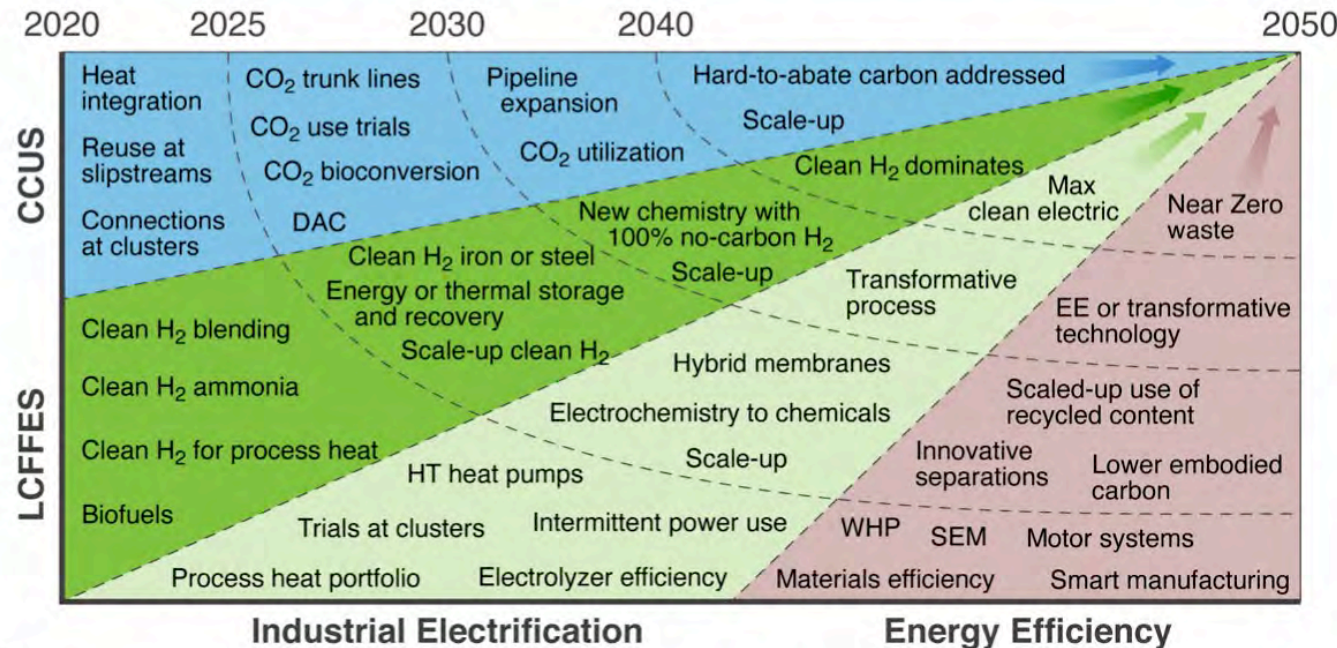 2020 2025 2030 2040 2050
CCUS
Heat
integration
Reuse at
slipstreams
Connections
at clusters
CO₂ trunk lines
CO₂ use trials
CO₂ bioconversion
DAC
Pipeline
expansion
CO₂ utilization
Hard-to-abate carbon addressed
Scale-up
LCFFES
Clean H₂ blending
Clean H₂ ammonia
Clean H₂ for process heat
Biofuels
Clean H₂ iron or steel
Energy or thermal storage
and recovery
Scale-up clean H₂
New chemistry with
100% no-carbon H₂
Scale-up
Clean H₂ dominates
Process heat portfolio
Trials at clusters
HT heat pumps
Intermittent power use
Electrolyzer efficiency
Electrochemistry to chemicals
Scale-up
Hybrid membranes
Transformative
process
Max
clean electric
Materials efficiency
WHP
SEM
Motor systems
Smart manufacturing
Innovative
separations
Lower embodied
carbon
Scaled-up use of
recycled content
EE or transformative
technology
Near Zero
waste
Industrial Electrification
Energy Efficiency